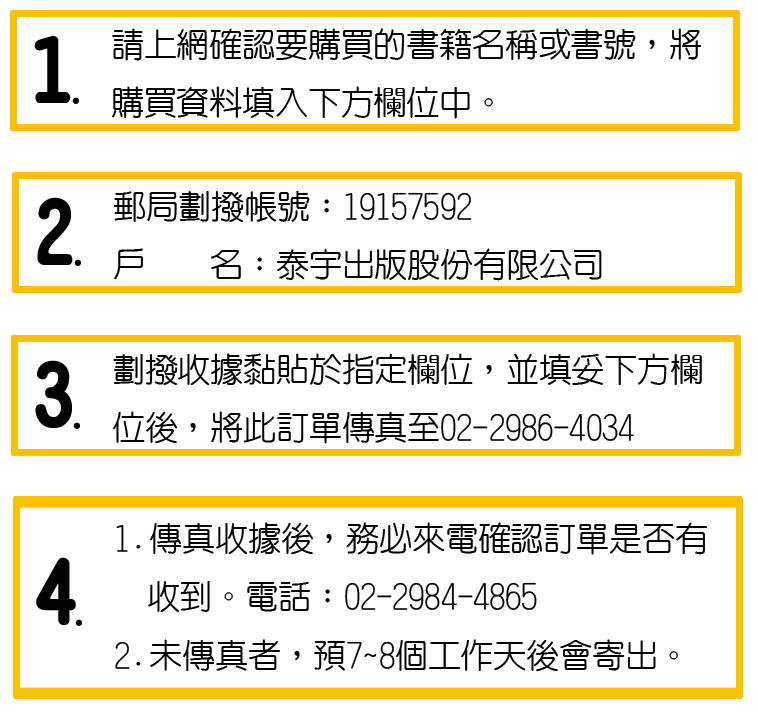 1.
請上網確認要購買的書籍名稱或書號，將
購買資料填入下方欄位中。
2.
郵局劃撥帳號：19157592
戶　　名：泰宇出版股份有限公司
3.
劃撥收據黏貼於指定欄位，並填妥下方欄
位後，將此訂單傳真至02-2986-4034
4.
1.傳真收據後，務必來電確認訂單是否有
收到。電話：02-2984-4865
2.未傳真者，預7~8個工作天後會寄出。